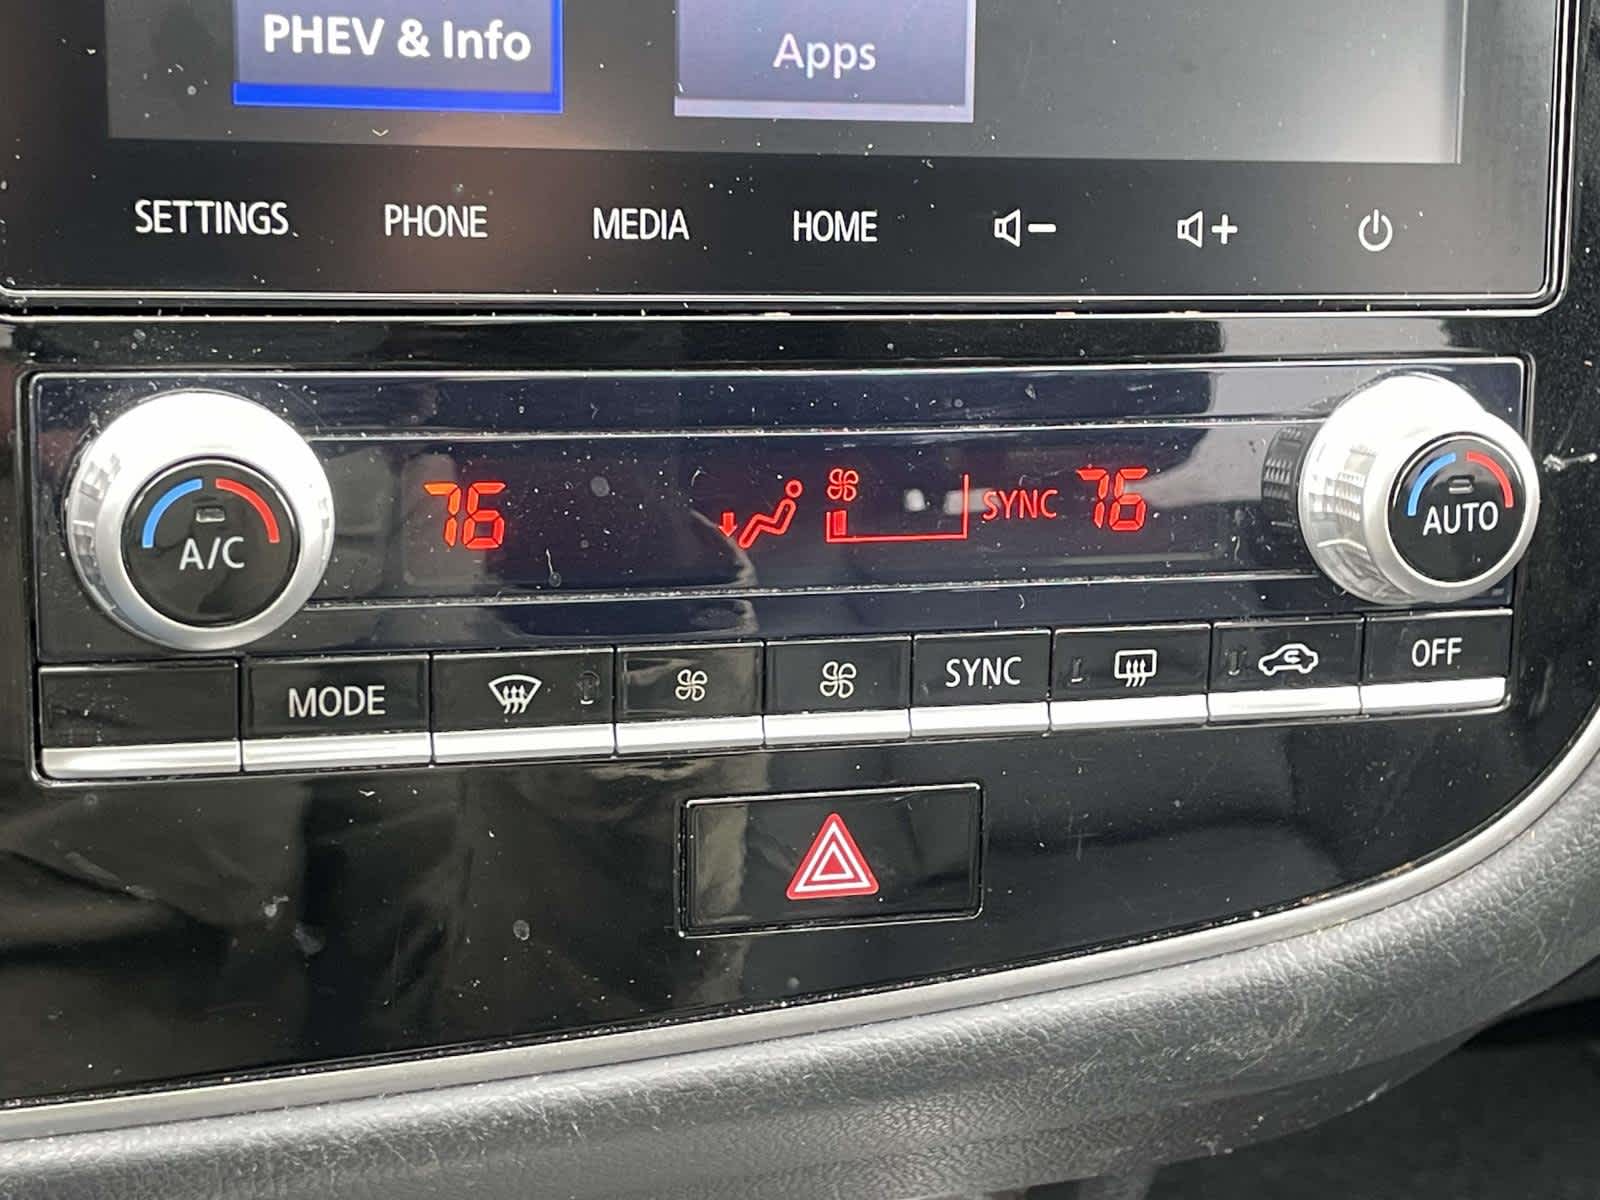 PHEV & Info
Apps
SETTINGS
PHONE
MEDIA
HOME
A/C
76
SYNC
76
AUTO
MODE
SYNC
OFF